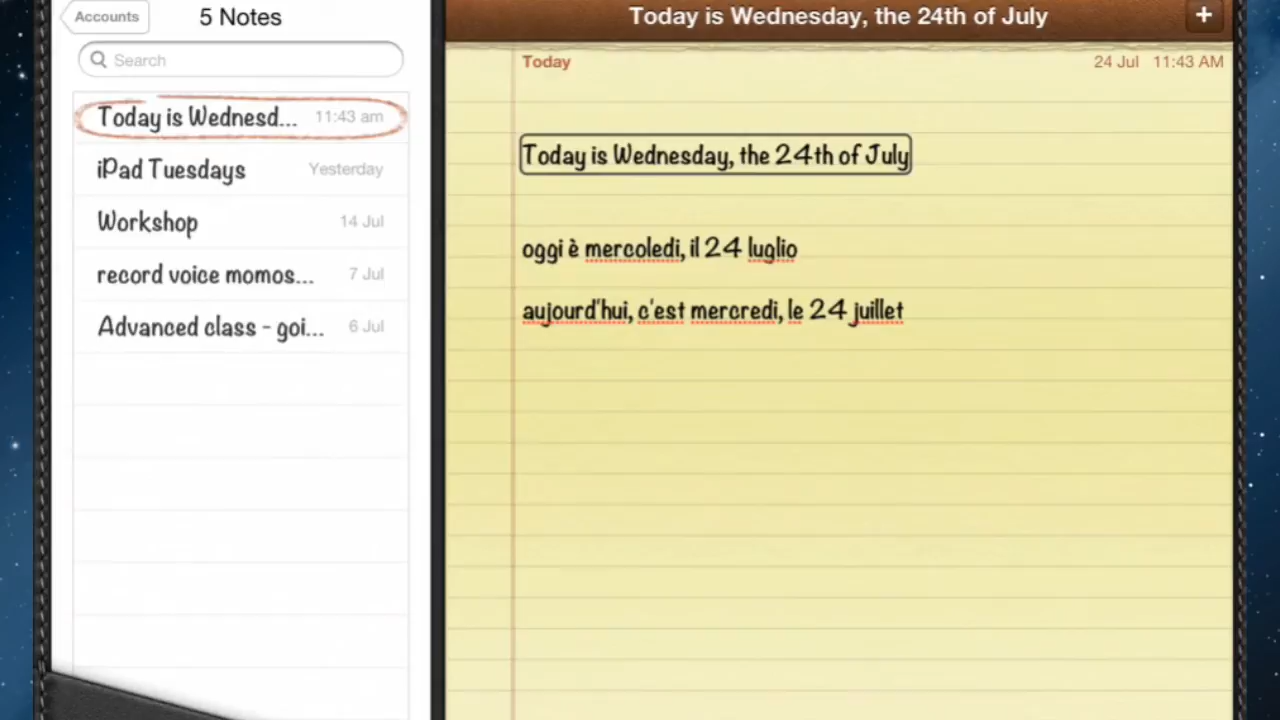 Accounts
5 Notes
Today is Wednesday, the 24th of July
+
Search
Today
24 Jul 11:43 AM
Today is Wednesd... 11:43 am
iPad Tuesdays Yesterday
Workshop 14 Jul
record voice momos... 7 Jul
Advanced class - goi... 6 Jul
Today is Wednesday, the 24th of July
oggi è mercoledi, il 24 luglio
aujourd'hui, c'est mercredi, le 24 juillet